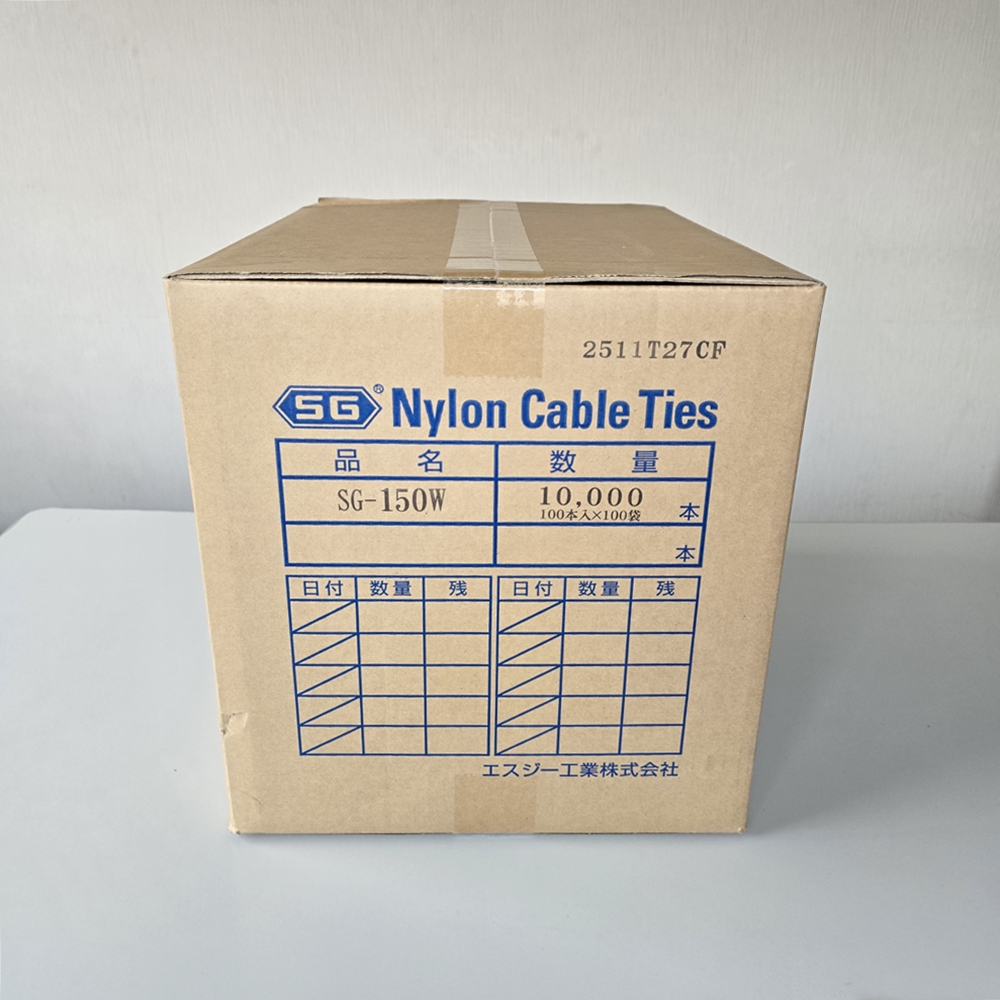 2511T27CF
SG® Nylon Cable Ties
品名 数量
SG-150W 10,000
100本入×100袋 本
本
日付 数量 残 日付 数量 残
エスジー工業株式会社